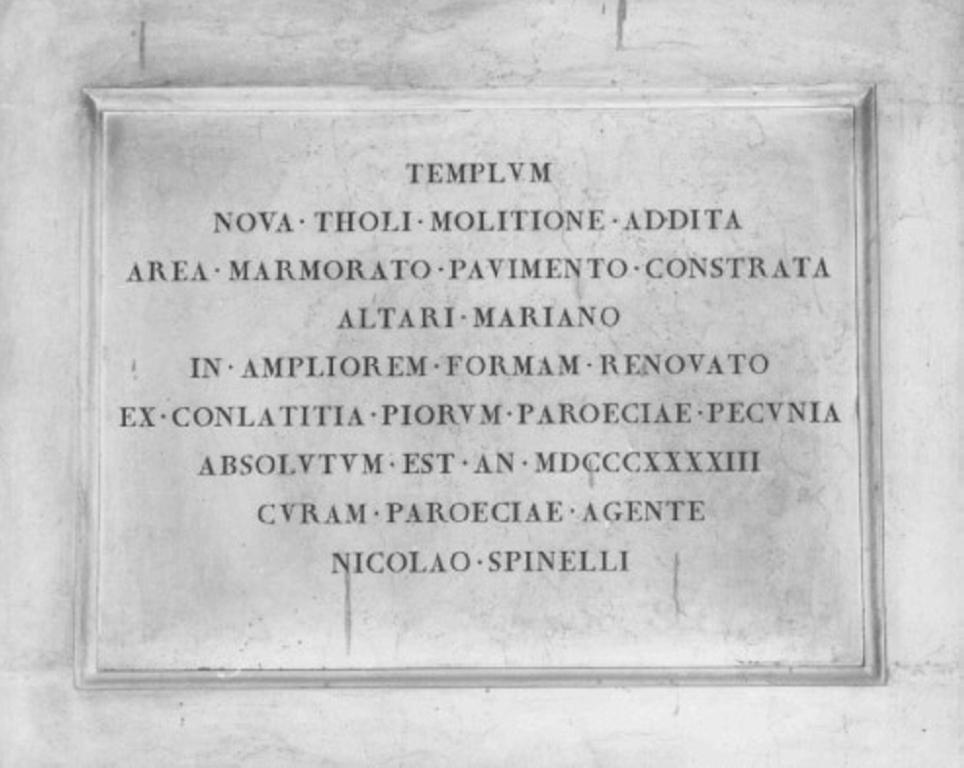 TEMPLVM
NOVA · THOLI · MOLITIONE · ADDITA
AREA · MARMORATO · PAVIMENTO · CONSTRATA
ALTARI · MARIANO
IN · AMPLIOREM · FORMAM · RENOVATO
EX · CONLATITIA · PIORVM · PAROECIAE · PECVNIA
ABSOLVTVM · EST · AN · MDCCCXXXXIII
CVRAM · PAROECIAE · AGENTE
NICOLAO · SPINELLI